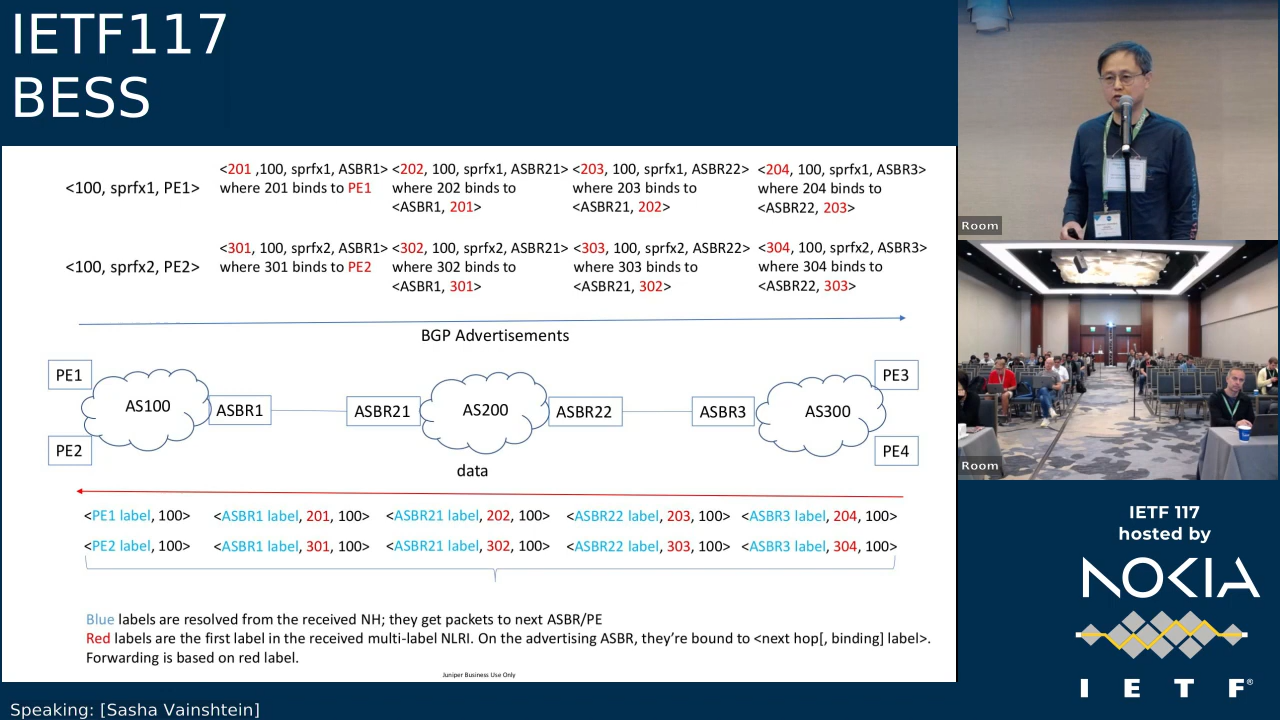 IETF117
BESS
<100, sprfx1, PE1>
<201 ,100, sprfx1, ASBR1>
where 201 binds to PE1
<202, 100, sprfx1, ASBR21>
where 202 binds to
<ASBR1, 201>
<203, 100, sprfx1, ASBR22>
where 203 binds to
<ASBR21, 202>
<204, 100, sprfx1, ASBR3>
where 204 binds to
<ASBR22, 203>
<100, sprfx2, PE2>
<301, 100, sprfx2, ASBR1>
where 301 binds to PE2
<302, 100, sprfx2, ASBR21>
where 302 binds to
<ASBR1, 301>
<303, 100, sprfx2, ASBR22>
where 303 binds to
<ASBR21, 302>
<304, 100, sprfx2, ASBR3>
where 304 binds to
<ASBR22, 303>
BGP Advertisements
PE1
PE2
AS100
ASBR1
ASBR21
AS200
ASBR22
ASBR3
AS300
PE3
PE4
data
<PE1 label, 100>
<ASBR1 label, 201, 100>
<ASBR21 label, 202, 100>
<ASBR22 label, 203, 100>
<ASBR3 label, 204, 100>
<PE2 label, 100>
<ASBR1 label, 301, 100>
<ASBR21 label, 302, 100>
<ASBR22 label, 303, 100>
<ASBR3 label, 304, 100>
Blue labels are resolved from the received NH; they get packets to next ASBR/PE
Red labels are the first label in the received multi-label NLRI. On the advertising ASBR, they're bound to <next hop[, binding] label>.
Forwarding is based on red label.
Juniper Business Use Only
Speaking: [Sasha Vainshtein]
Room
Room
IETF 117
hosted by
NOKIA
I E T F®